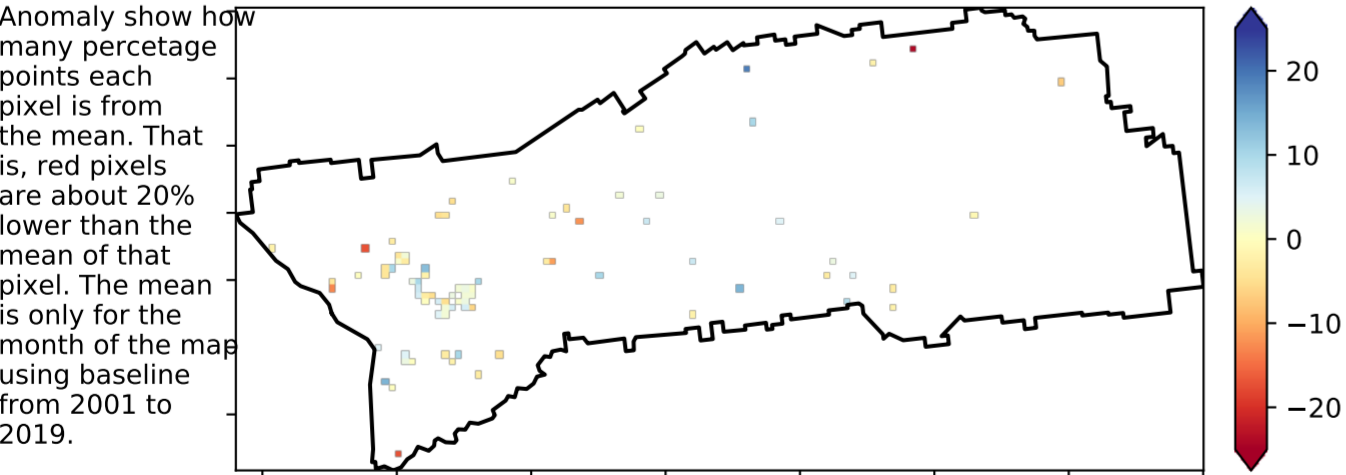 Anomaly show how
many percetage
points each
pixel is from
the mean. That
is, red pixels
are about 20%
lower than the
mean of that
pixel. The mean
is only for the
month of the map
using baseline
from 2001 to
2019.
20
10
0
−10
−20